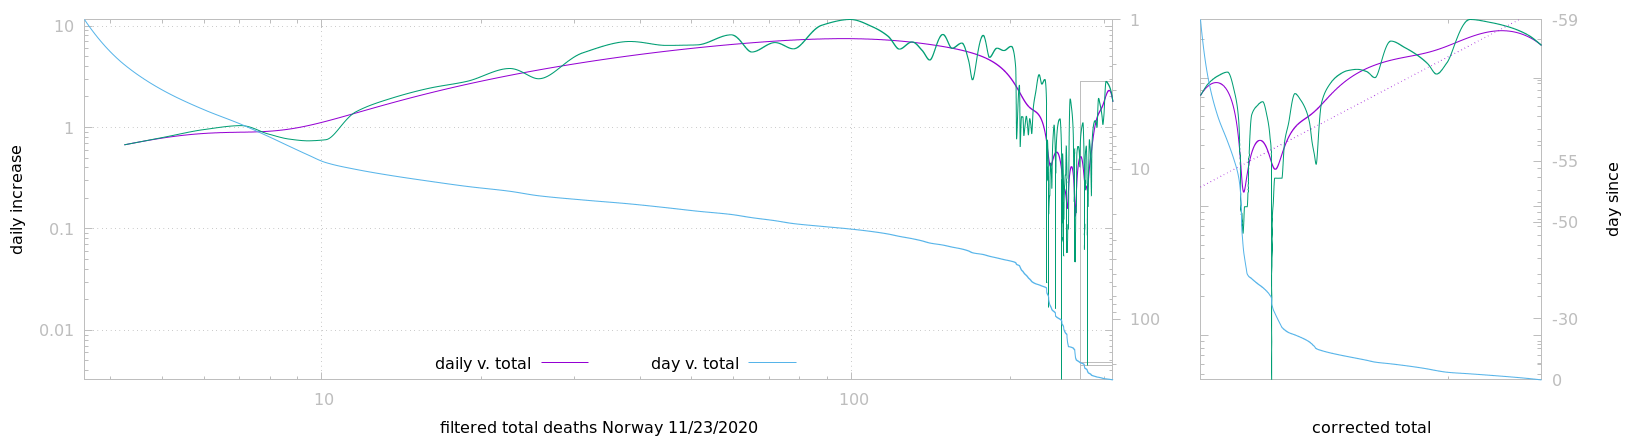 daily increase
10
1
0.1
0.01
daily v. total
day v. total
10
100
filtered total deaths Norway 11/23/2020
1
10
100
-59
-55
-50
-30
0
day since
corrected total